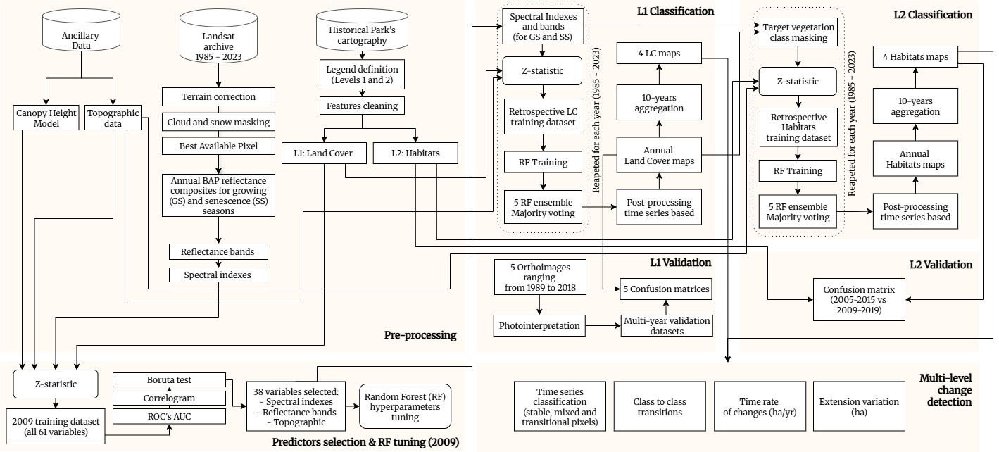 Ancillary
Data
Landsat
archive
1985 - 2023
Historical Park's
cartography
Terrain correction
Legend definition
(Levels 1 and 2)
Canopy Height
Model
Topographic
data
Cloud and snow masking
Features cleaning
Best Available Pixel
L1: Land Cover
L2: Habitats
Annual BAP reflectance
composites for growing
(GS) and senescence (SS)
seasons
Reflectance bands
Spectral indexes
Pre-processing
Z-statistic
2009 training dataset
(all 61 variables)
Boruta test
Correlogram
ROC's AUC
38 variables selected:
- Spectral indexes
- Reflectance bands
- Topographic
Random Forest (RF)
hyperparameters
tuning
Predictors selection & RF tuning (2009)
L1 Classification
Spectral Indexes
and bands
(for GS and SS)
Z-statistic
Retrospective LC
training dataset
RF Training
5 RF ensemble
Majority voting
Reapeted for each year (1985 - 2023)
4 LC maps
10-years
aggregation
Annual
Land Cover maps
Post-processing
time series based
L2 Classification
Target vegetation
class masking
Z-statistic
Retrospective
Habitats
training dataset
RF Training
5 RF ensemble
Majority voting
Reapeted for each year (1985 - 2023)
4 Habitats maps
10-years
aggregation
Annual
Habitats maps
Post-processing
time series based
L1 Validation
5 Orthoimages
ranging
from 1989 to 2018
5 Confusion matrices
Photointerpretation
Multi-year validation
datasets
L2 Validation
Confusion matrix
(2005-2015 vs
2009-2019)
Multi-level
change
detection
Time series
classification
(stable, mixed and
transitional pixels)
Class to class
transitions
Time rate
of changes (ha/yr)
Extension variation
(ha)